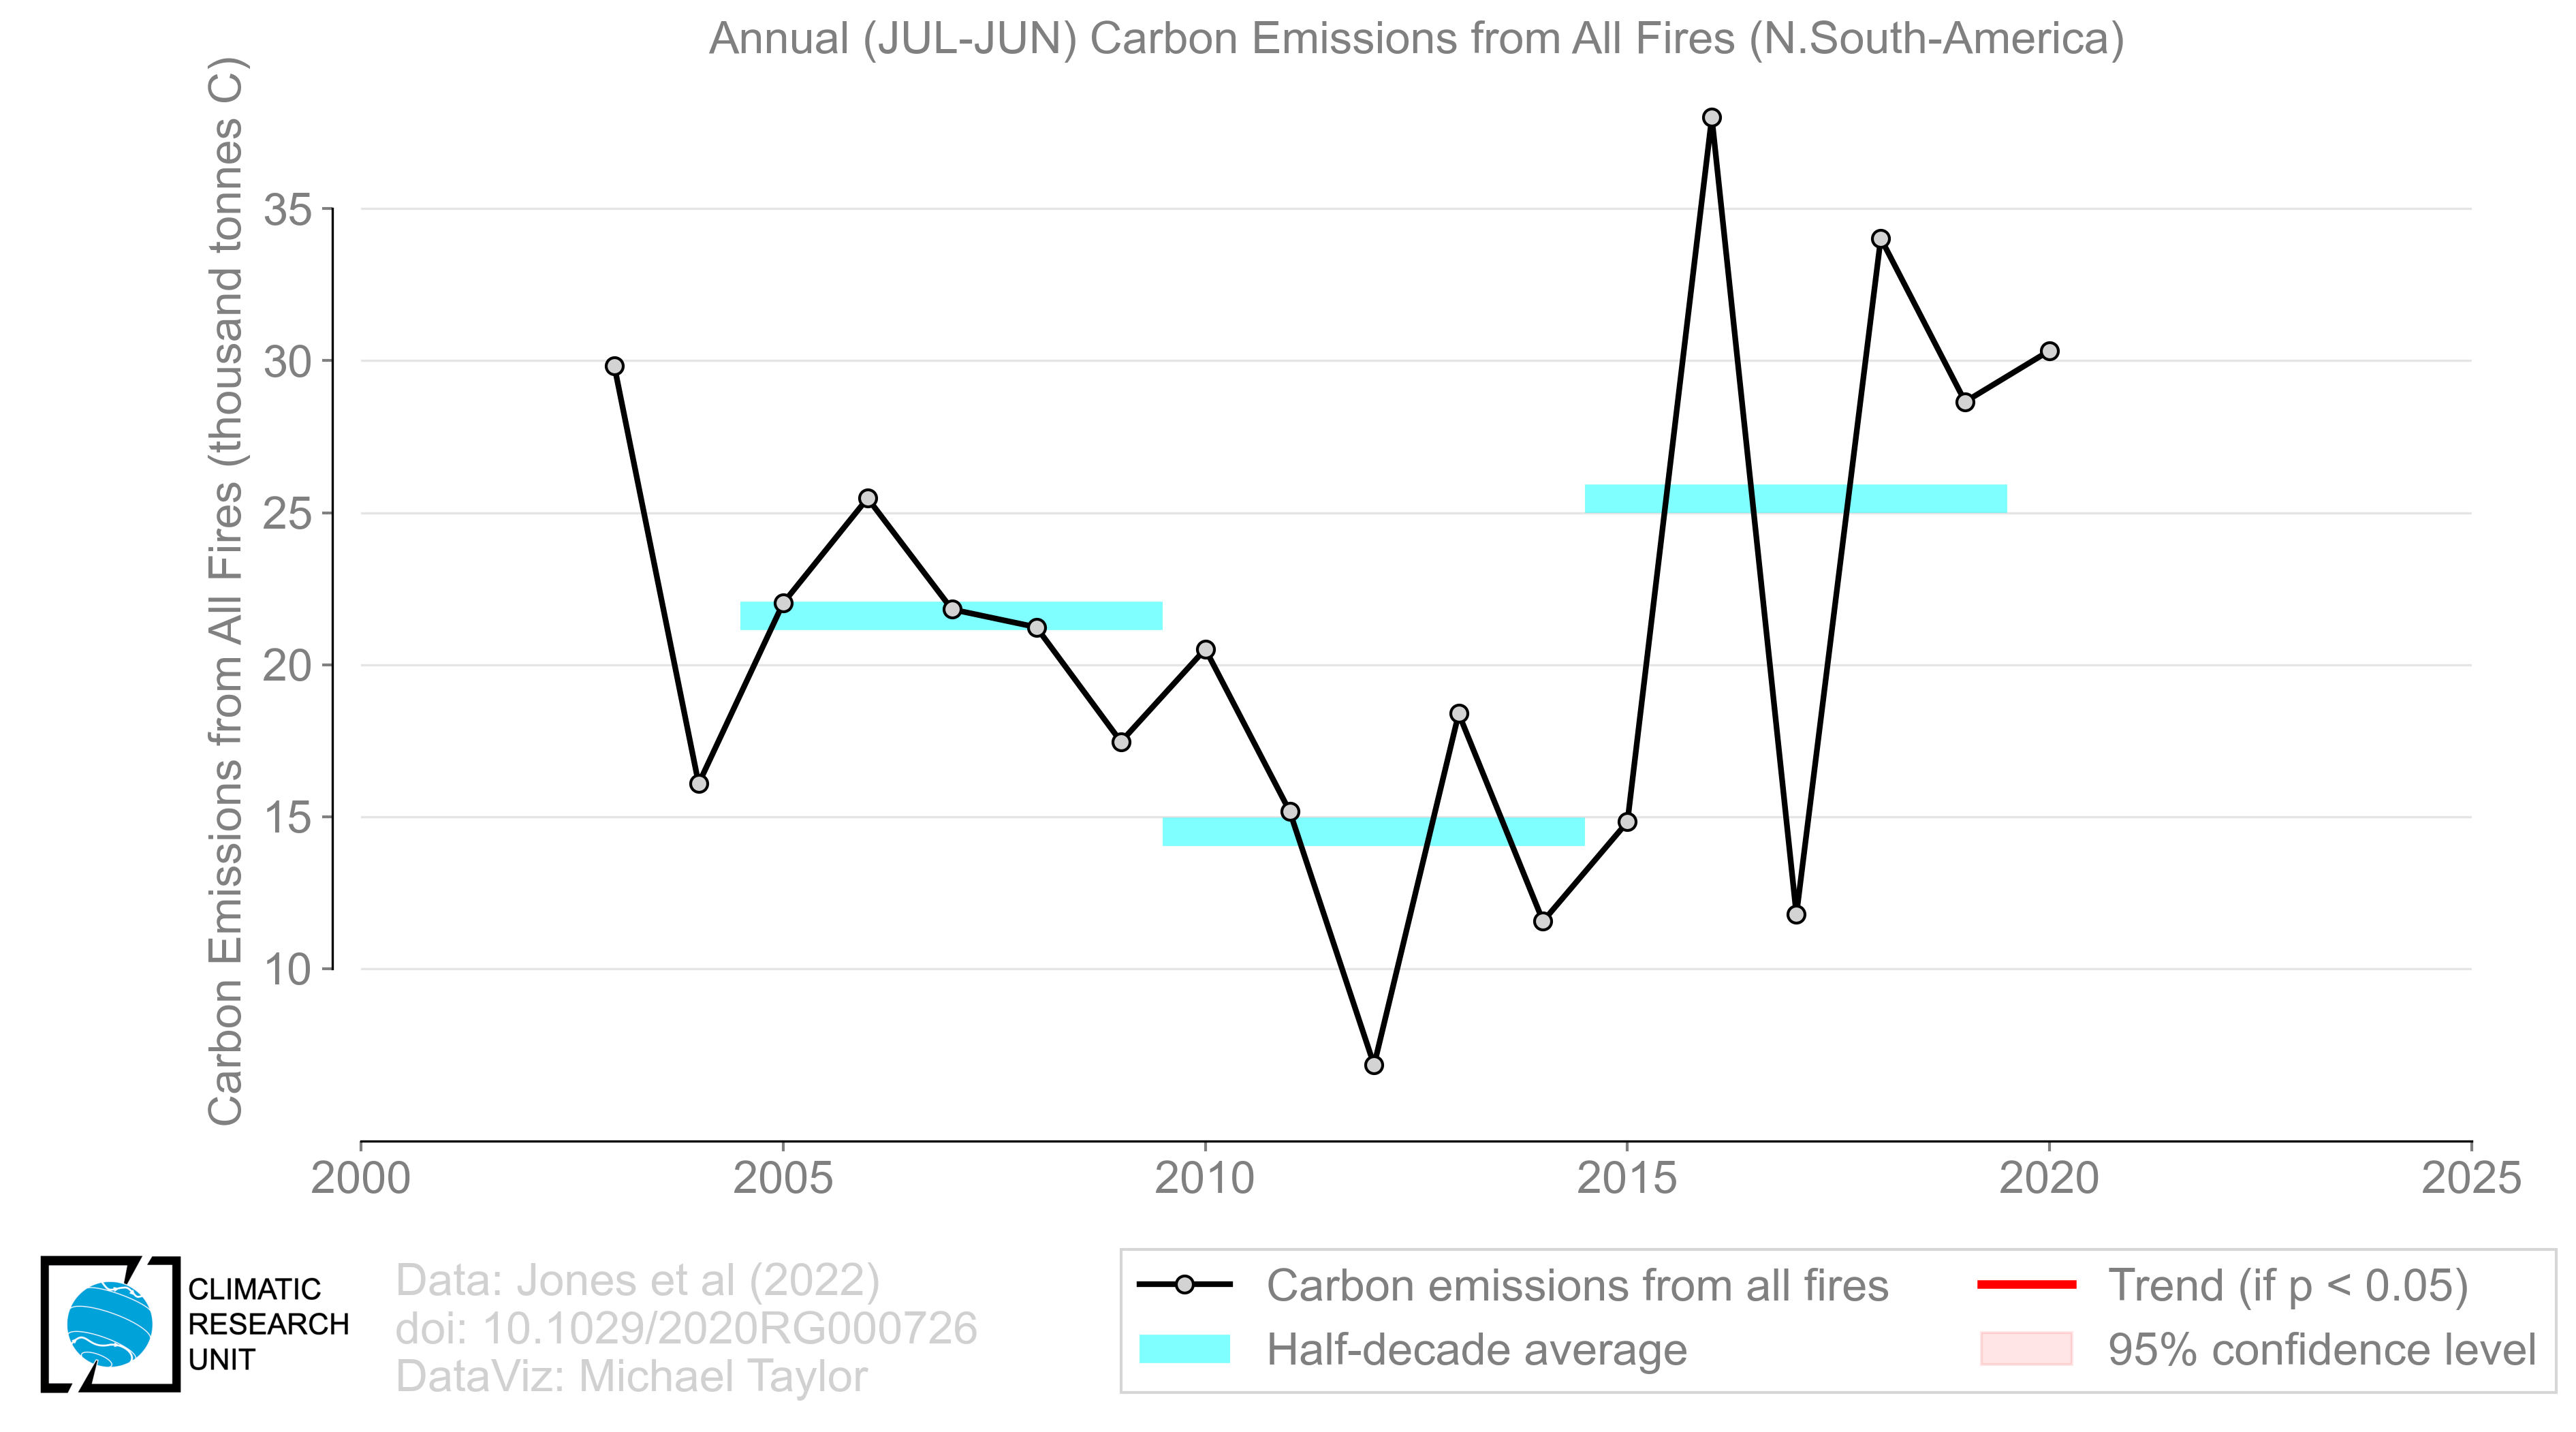 Annual (JUL-JUN) Carbon Emissions from All Fires (N.South-America)
Carbon Emissions from All Fires (thousand tonnes C)
35
30
25
20
15
10
2000 2005 2010 2015 2020 2025
CLIMATIC
RESEARCH
UNIT
Data: Jones et al (2022)
doi: 10.1029/2020RG000726
DataViz: Michael Taylor
Carbon emissions from all fires
Half-decade average
Trend (if p < 0.05)
95% confidence level